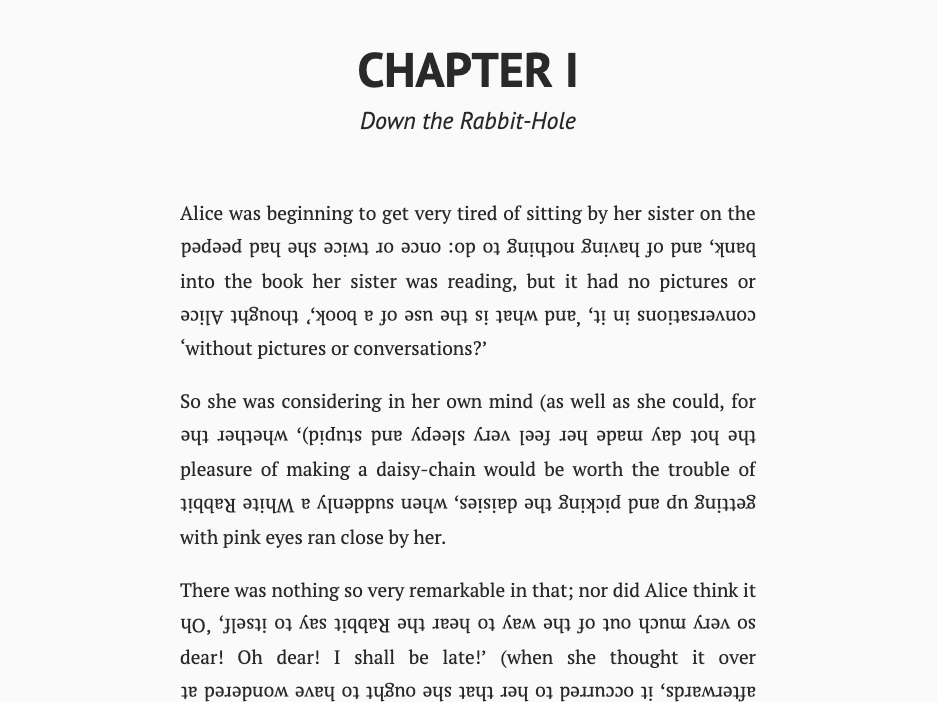 CHAPTER I
Down the Rabbit-Hole
Alice was beginning to get very tired of sitting by her sister on the
bank, and of having nothing to do: once or twice she had peeped
into the book her sister was reading, but it had no pictures or
conversations in it, ‘and what is the use of a book,’ thought Alice
‘without pictures or conversations?’
So she was considering in her own mind (as well as she could, for
the hot day made her feel very sleepy and stupid), whether the
pleasure of making a daisy-chain would be worth the trouble of
getting up and picking the daisies, when suddenly a White Rabbit
with pink eyes ran close by her.
There was nothing so very remarkable in that; nor did Alice think it
so very much out of the way to hear the Rabbit say to itself, ‘Oh
dear! Oh dear! I shall be late!’ (when she thought it over
afterwards, it occurred to her that she ought to have wondered at